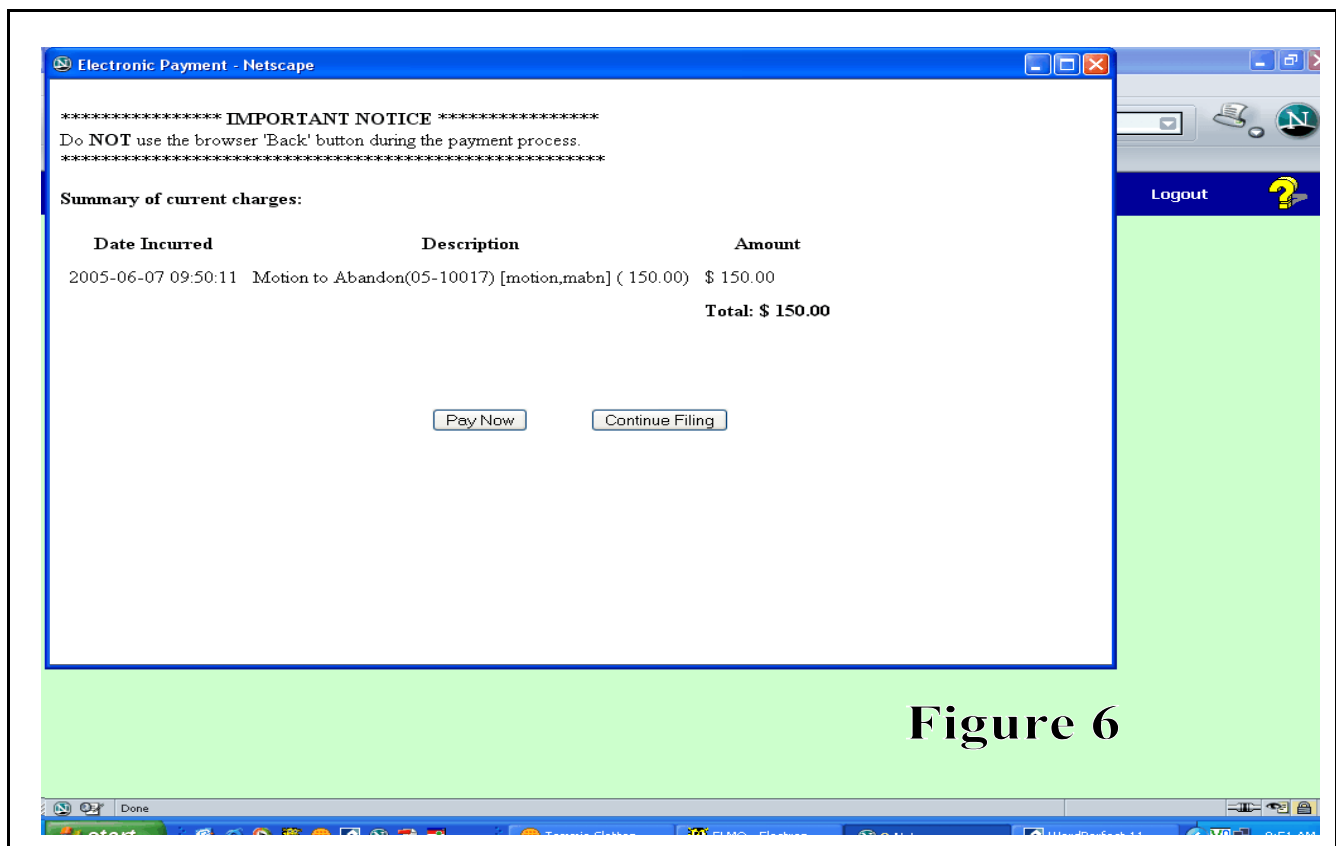 Electronic Payment - Netscape
**************** IMPORTANT NOTICE ****************
Do NOT use the browser 'Back' button during the payment process.
******************************************************
Logout
Summary of current charges:
Date Incurred Description Amount
2005-06-07 09:50:11 Motion to Abandon(05-10017) [motion,mabn] ( 150.00) $ 150.00
Total: $ 150.00
Pay Now Continue Filing
Figure 6
Done